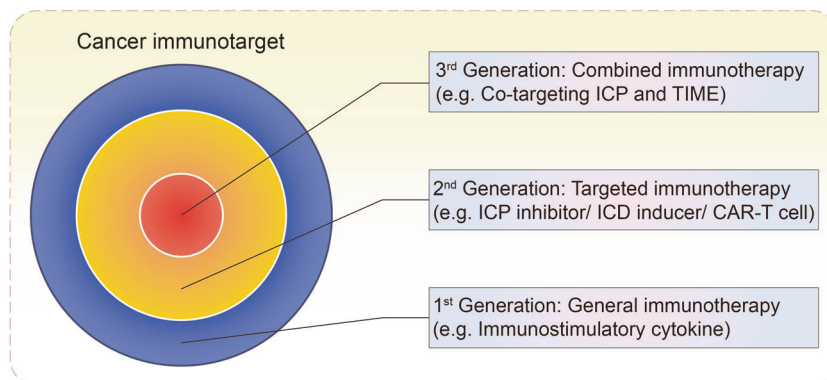 Cancer immunotarget
3rd Generation: Combined immunotherapy
(e.g. Co-targeting ICP and TIME)
2nd Generation: Targeted immunotherapy
(e.g. ICP inhibitor/ ICD inducer/ CAR-T cell)
1st Generation: General immunotherapy
(e.g. Immunostimulatory cytokine)